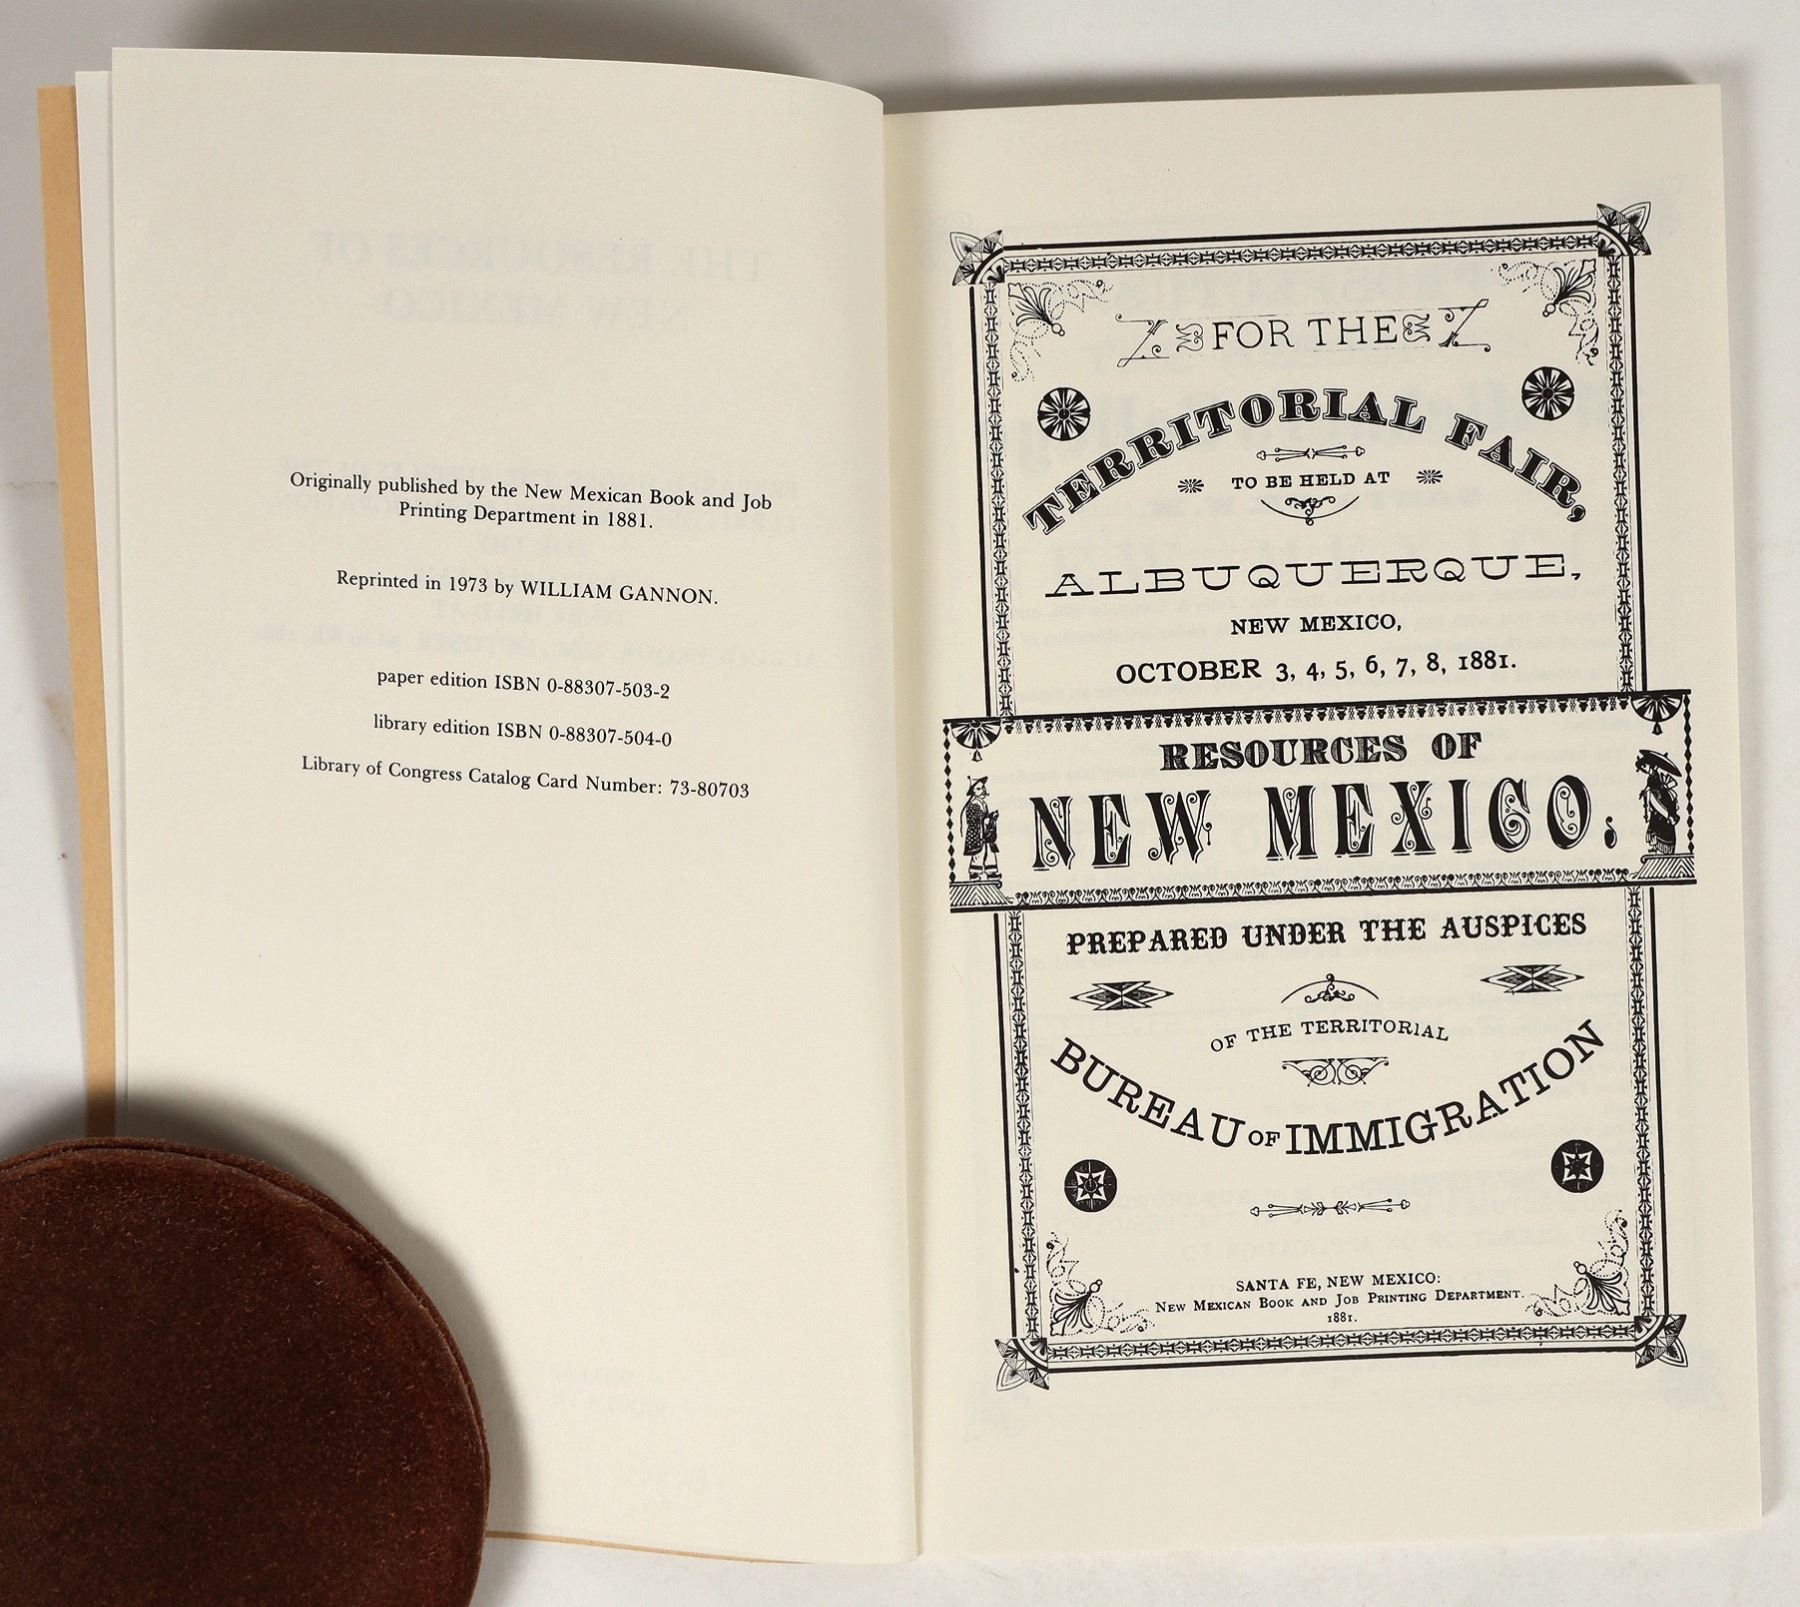 Originally published by the New Mexican Book and Job
Printing Department in 1881.
Reprinted in 1973 by WILLIAM GANNON.
paper edition ISBN 0-88307-503-2
library edition ISBN 0-88307-504-0
Library of Congress Catalog Card Number: 73-80703
FOR THE
TERRITORIAL FAIR,
TO BE HELD AT
ALBUQUERQUE,
NEW MEXICO,
OCTOBER 3, 4, 5, 6, 7, 8, 1881.
RESOURCES OF
NEW MEXICO.
PREPARED UNDER THE AUSPICES
OF THE TERRITORIAL
BUREAU OF IMMIGRATION
SANTA FE, NEW MEXICO:
NEW MEXICAN BOOK AND JOB PRINTING DEPARTMENT.
1881.